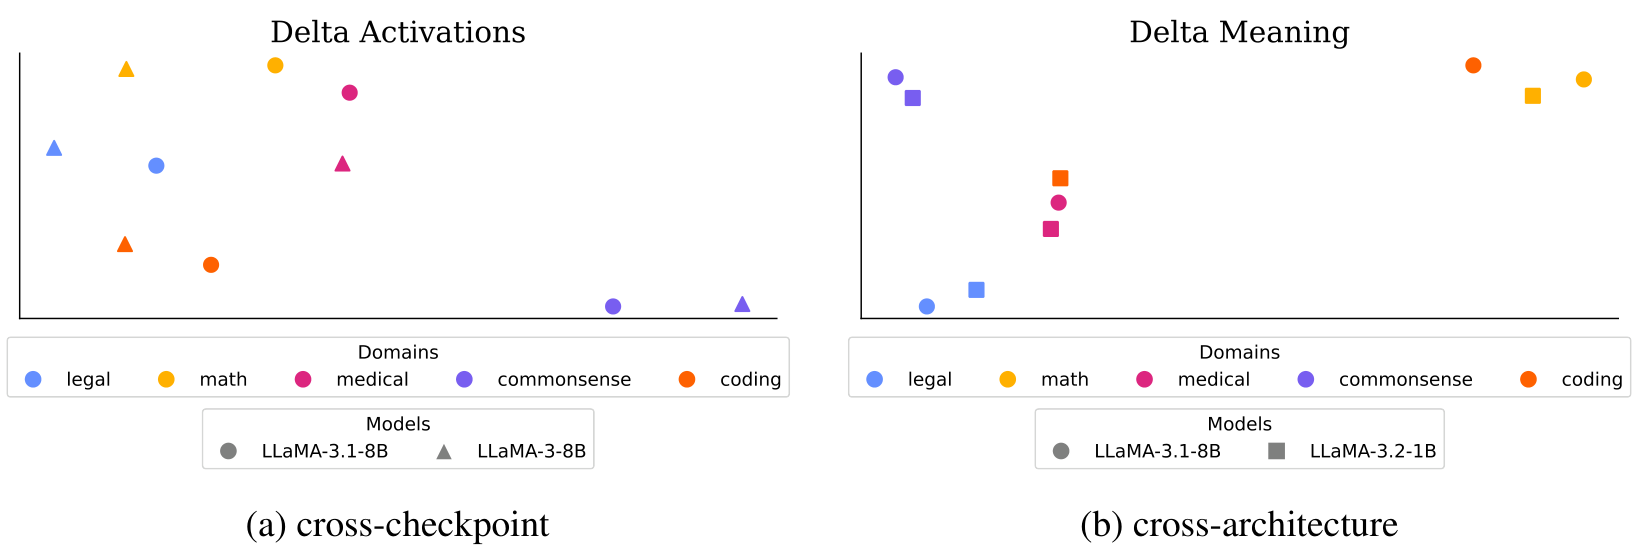 Delta Activations
Domains
legal math medical commonsense coding
Models
LLaMA-3.1-8B LLaMA-3-8B
(a) cross-checkpoint
Delta Meaning
Domains
legal math medical commonsense coding
Models
LLaMA-3.1-8B LLaMA-3.2-1B
(b) cross-architecture